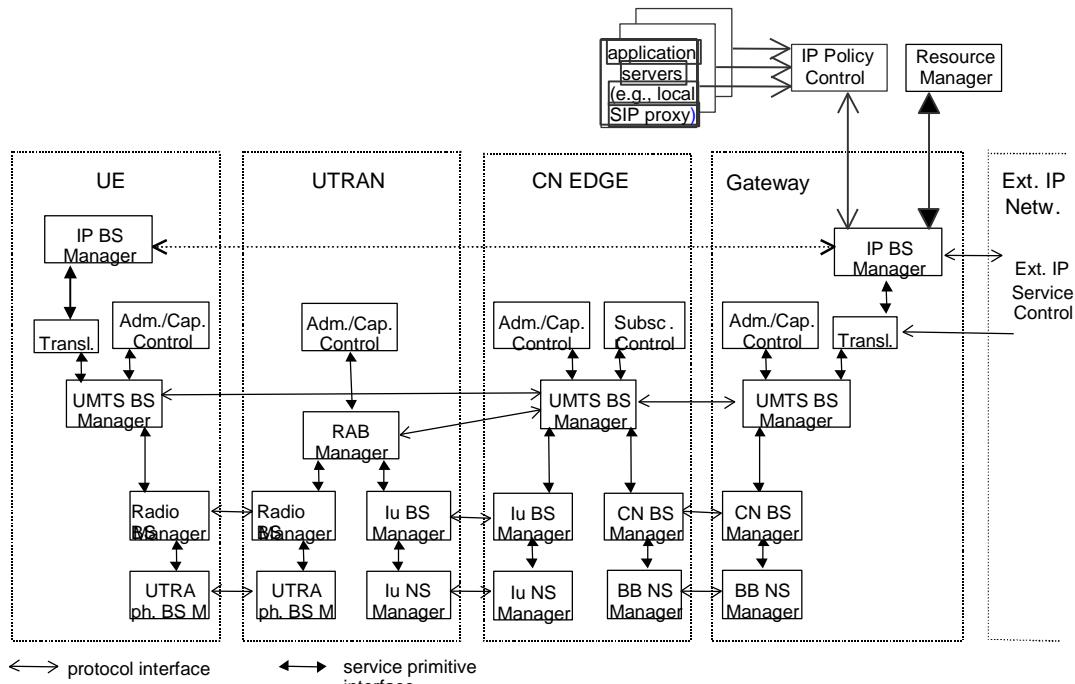 application
servers
(e.g., local
SIP proxy)
IP Policy
Control
Resource
Manager
UE
UTRAN
CN EDGE
Gateway
Ext. IP
Netw.
IP BS
Manager
IP BS
Manager
Ext. IP
Service
Control
Transl.
Adm./Cap.
Control
Adm./Cap.
Control
Adm./Cap.
Control
Subsc.
Control
Adm./Cap.
Control
Transl.
UMTS BS
Manager
RAB
Manager
UMTS BS
Manager
UMTS BS
Manager
Radio
BS
Manager
Radio
BS
Manager
Iu BS
Manager
Iu BS
Manager
CN BS
Manager
CN BS
Manager
UTRA
ph. BS M
UTRA
ph. BS M
Iu NS
Manager
Iu NS
Manager
BB NS
Manager
BB NS
Manager
protocol interface
service primitive
interface